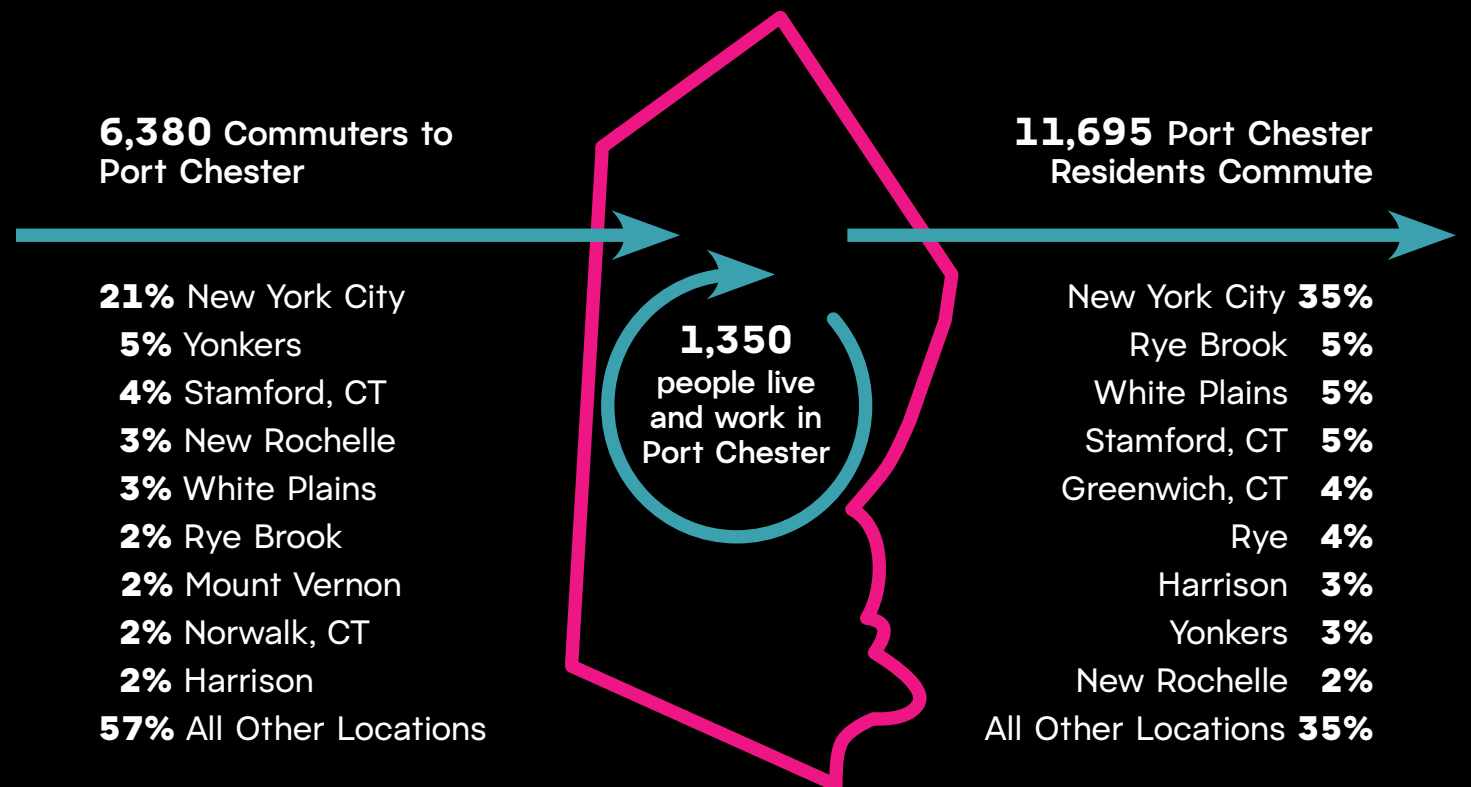 6,380 Commuters to
Port Chester
21% New York City
5% Yonkers
4% Stamford, CT
3% New Rochelle
3% White Plains
2% Rye Brook
2% Mount Vernon
2% Norwalk, CT
2% Harrison
57% All Other Locations
1,350
people live
and work in
Port Chester
11,695 Port Chester
Residents Commute
New York City 35%
Rye Brook 5%
White Plains 5%
Stamford, CT 5%
Greenwich, CT 4%
Rye 4%
Harrison 3%
Yonkers 3%
New Rochelle 2%
All Other Locations 35%